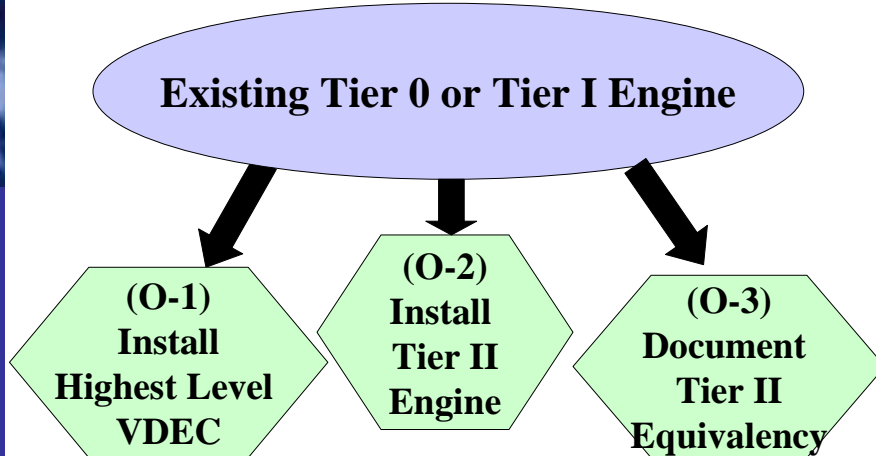 Existing Tier 0 or Tier I Engine
(O-1)
Install
Highest Level
VDEC
(O-2)
Install
Tier II
Engine
(O-3)
Document
Tier II
Equivalency